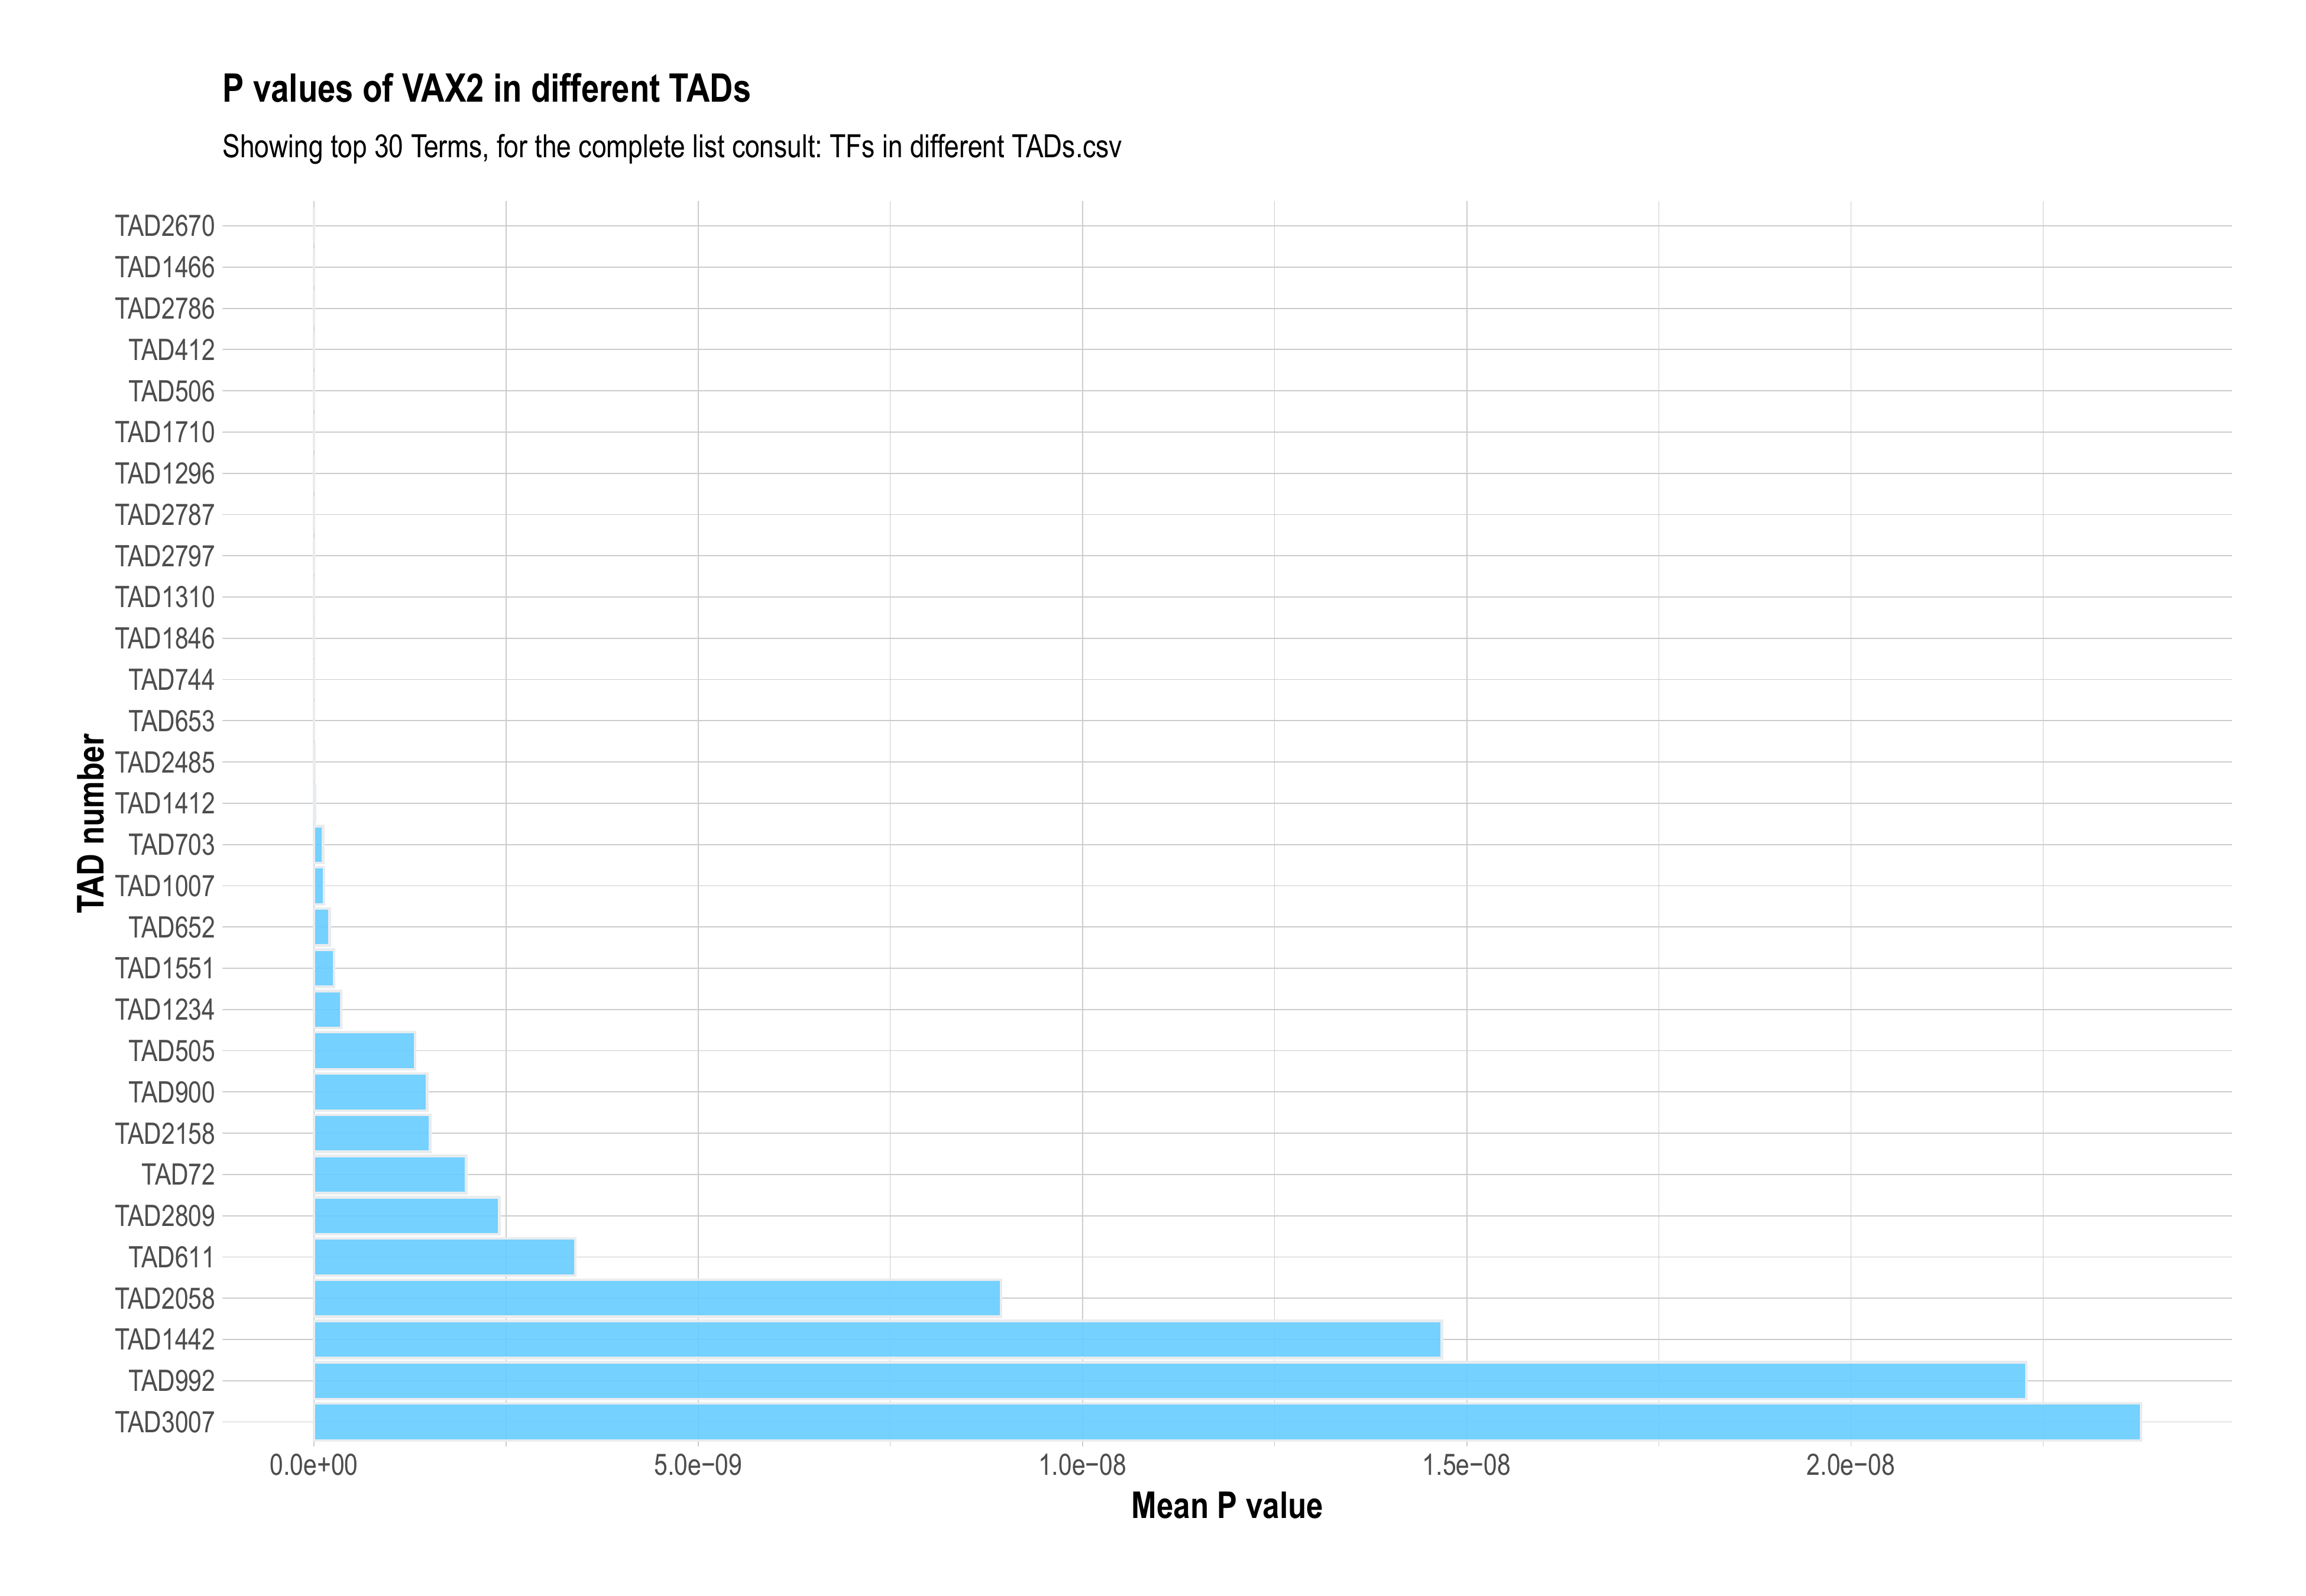 P values of VAX2 in different TADs
Showing top 30 Terms, for the complete list consult: TFs in different TADs.csv
TAD number
TAD2670
TAD1466
TAD2786
TAD412
TAD506
TAD1710
TAD1296
TAD2787
TAD2797
TAD1310
TAD1846
TAD744
TAD653
TAD2485
TAD1412
TAD703
TAD1007
TAD652
TAD1551
TAD1234
TAD505
TAD900
TAD2158
TAD72
TAD2809
TAD611
TAD2058
TAD1442
TAD992
TAD3007
0.0e+00 5.0e−09 1.0e−08 1.5e−08 2.0e−08
Mean P value